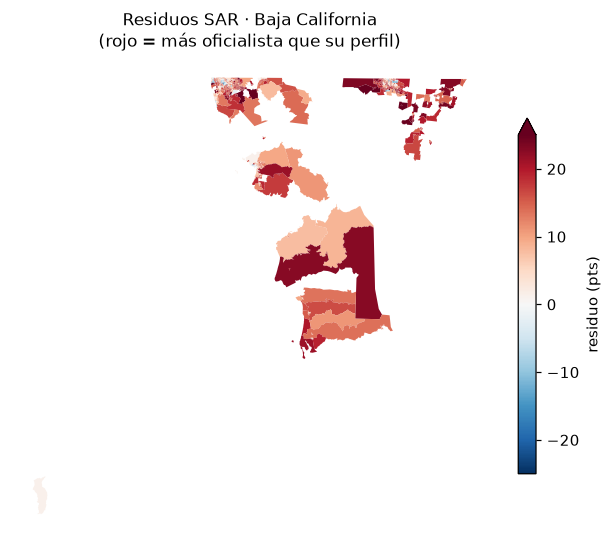 Residuos SAR · Baja California
(rojo = más oficialista que su perfil)
20
10
0
−10
−20
residuo (pts)